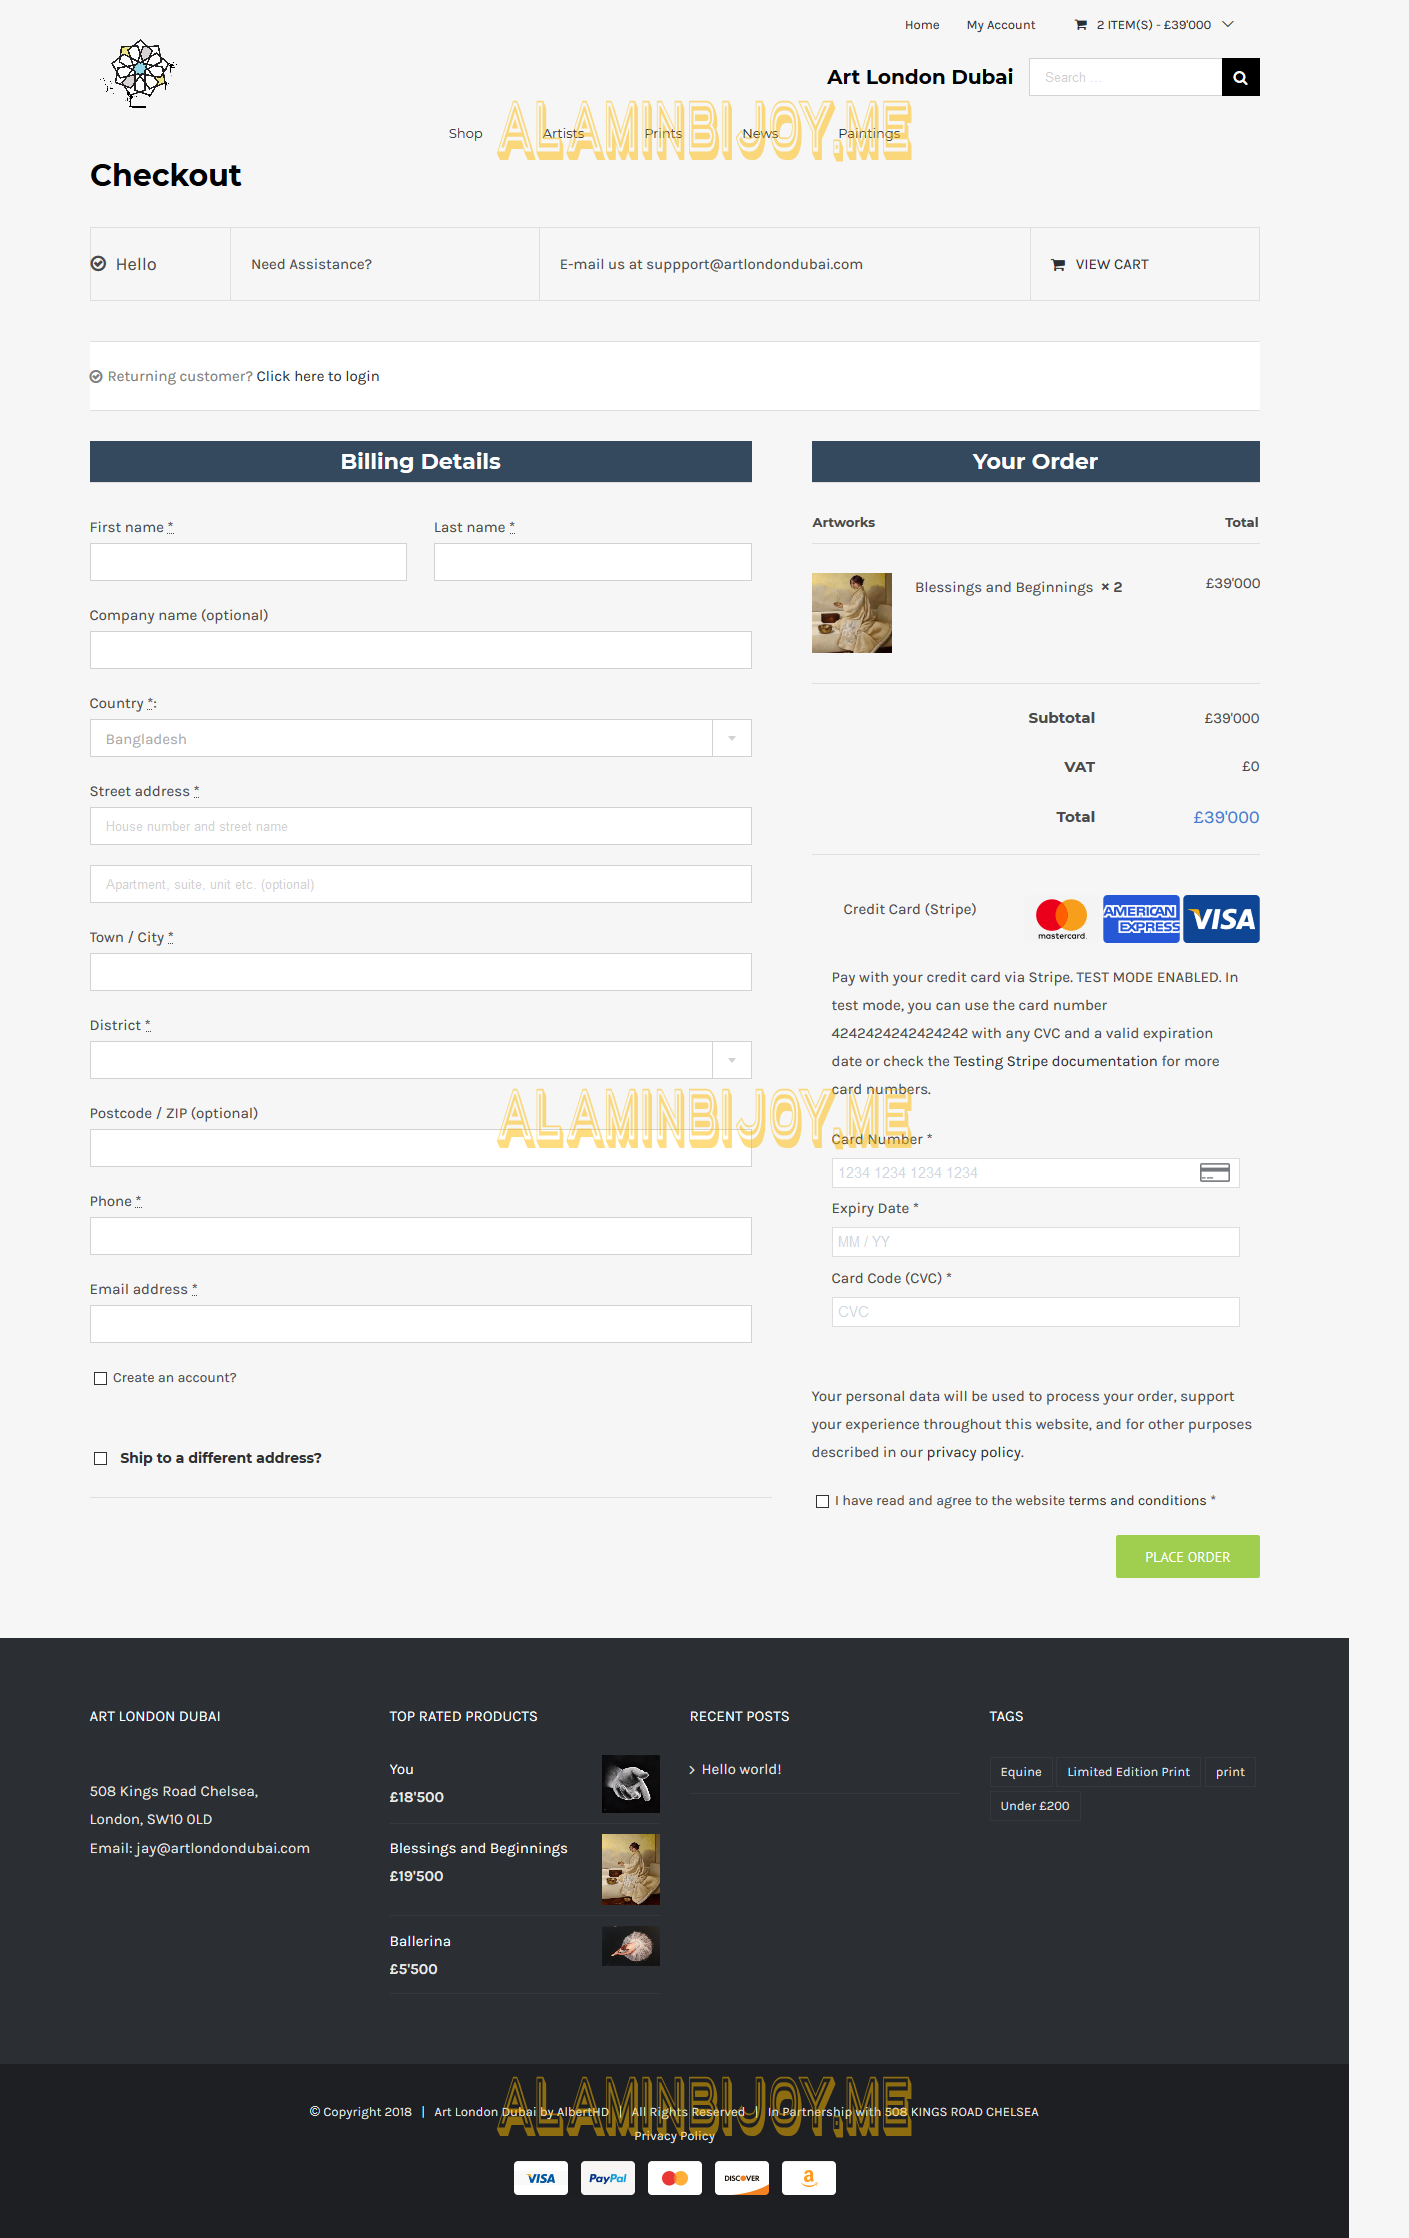 Home My Account 2 ITEM(S) - £39'000
Art London Dubai Search ...
ALAMINBIJOY.ME
Shop Artists Prints News Paintings
Checkout
Hello Need Assistance? E-mail us at suppport@artlondondubai.com VIEW CART
Returning customer? Click here to login
Billing Details
First name * Last name *
Company name (optional)
Country *:
Bangladesh
Street address *
House number and street name
Apartment, suite, unit etc. (optional)
Town / City *
District *
Postcode / ZIP (optional)
Phone *
Email address *
Create an account?
Ship to a different address?
Your Order
Artworks Total
Blessings and Beginnings × 2 £39'000
Subtotal £39'000
VAT £0
Total £39'000
Credit Card (Stripe) mastercard. AMERICAN EXPRESS VISA
Pay with your credit card via Stripe. TEST MODE ENABLED. In
test mode, you can use the card number
4242424242424242 with any CVC and a valid expiration
date or check the Testing Stripe documentation for more
card numbers.
ALAMINBIJOY.ME
Card Number *
1234 1234 1234 1234
Expiry Date *
MM / YY
Card Code (CVC) *
CVC
Your personal data will be used to process your order, support
your experience throughout this website, and for other purposes
described in our privacy policy.
I have read and agree to the website terms and conditions *
PLACE ORDER
ART LONDON DUBAI
508 Kings Road Chelsea,
London, SW10 0LD
Email: jay@artlondondubai.com
TOP RATED PRODUCTS
You
£18'500
Blessings and Beginnings
£19'500
Ballerina
£5'500
RECENT POSTS
Hello world!
TAGS
Equine Limited Edition Print print
Under £200
ALAMINBIJOY.ME
© Copyright 2018 | Art London Dubai by AlbertHD | All Rights Reserved | In Partnership with 508 KINGS ROAD CHELSEA
Privacy Policy
VISA PayPal DISCOVER a